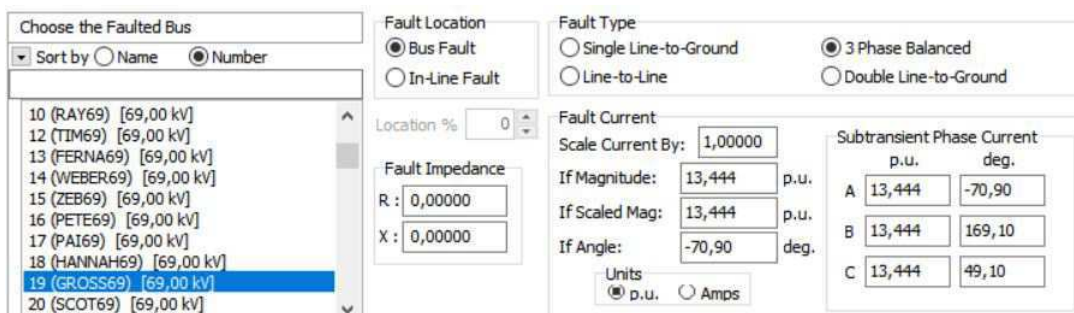 Choose the Faulted Bus
Sort by Name Number
10 (RAY69) [69,00 kV]
12 (TIM69) [69,00 kV]
13 (FERNA69) [69,00 kV]
14 (WEBER69) [69,00 kV]
15 (ZEB69) [69,00 kV]
16 (PETE69) [69,00 kV]
17 (PAI69) [69,00 kV]
18 (HANNAH69) [69,00 kV]
19 (GROSS69) [69,00 kV]
20 (SCOT69) [69,00 kV]
Fault Location
Bus Fault
In-Line Fault
Location % 0
Fault Impedance
R : 0,00000
X : 0,00000
Fault Type
Single Line-to-Ground 3 Phase Balanced
Line-to-Line Double Line-to-Ground
Fault Current
Scale Current By: 1,00000
If Magnitude: 13,444 p.u.
If Scaled Mag: 13,444 p.u.
If Angle: -70,90 deg.
Units
p.u. Amps
Subtransient Phase Current
p.u. deg.
A 13,444 -70,90
B 13,444 169,10
C 13,444 49,10